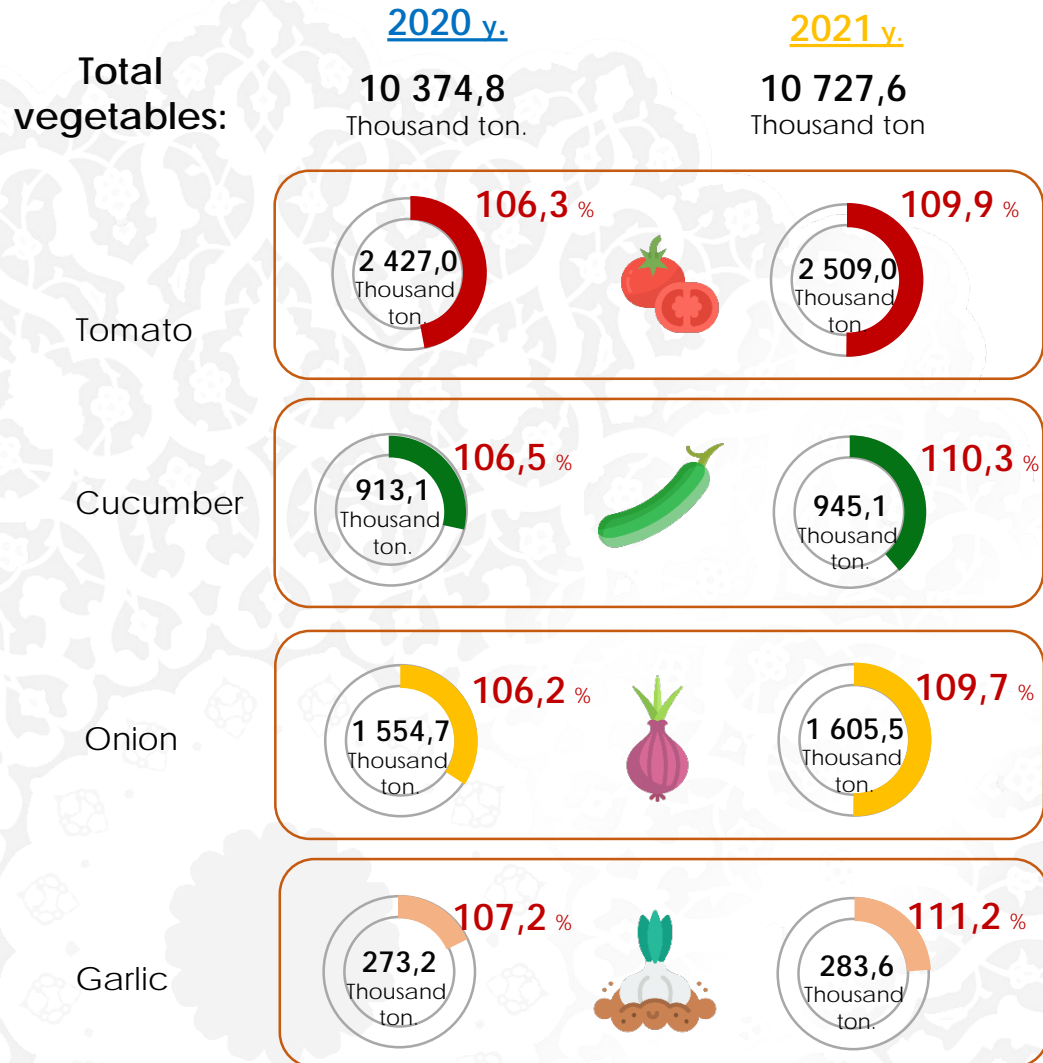 2020 y.
2021 y.
Total
vegetables:
10 374,8
Thousand ton.
10 727,6
Thousand ton
Tomato
106,3 %
2 427,0
Thousand
ton.
109,9 %
2 509,0
Thousand
ton.
Cucumber
106,5 %
913,1
Thousand
ton.
110,3 %
945,1
Thousand
ton.
Onion
106,2 %
1 554,7
Thousand
ton.
109,7 %
1 605,5
Thousand
ton.
Garlic
107,2 %
273,2
Thousand
ton.
111,2 %
283,6
Thousand
ton.